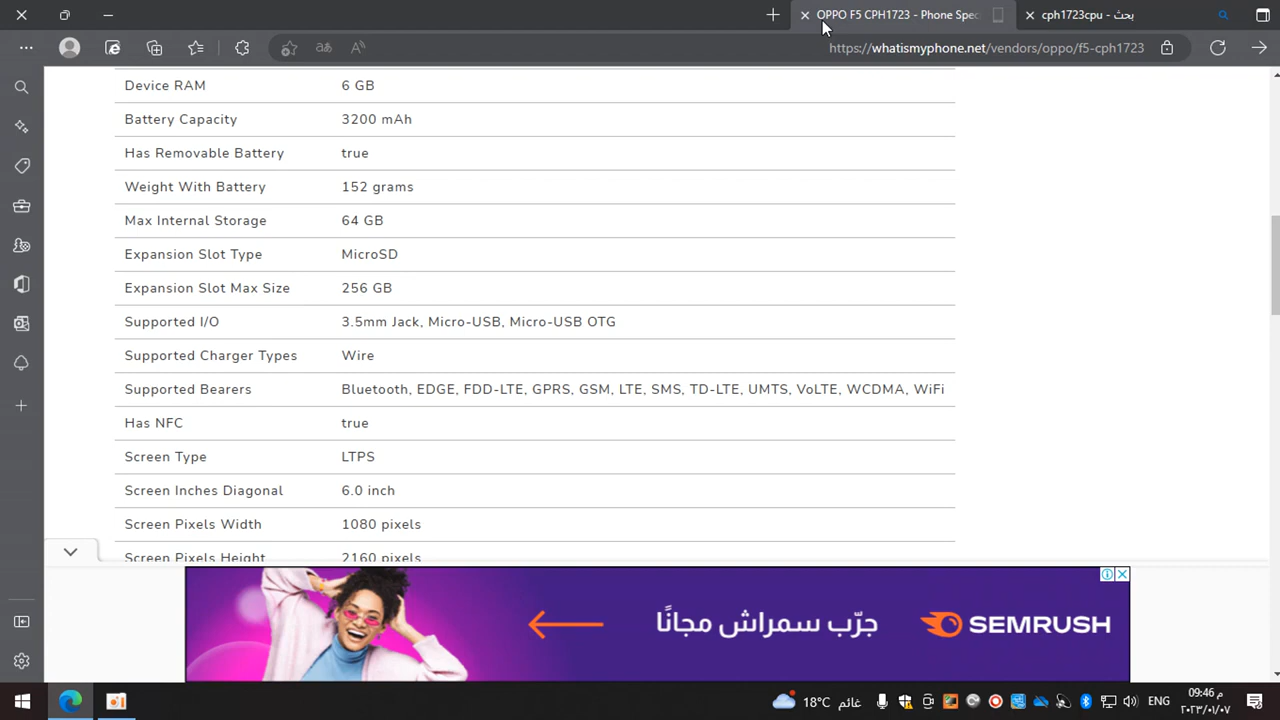 OPPO F5 CPH1723 - Phone Spec
بحث - cph1723cpu
https://whatismyphone.net/vendors/oppo/f5-cph1723
Device RAM 6 GB
Battery Capacity 3200 mAh
Has Removable Battery true
Weight With Battery 152 grams
Max Internal Storage 64 GB
Expansion Slot Type MicroSD
Expansion Slot Max Size 256 GB
Supported I/O 3.5mm Jack, Micro-USB, Micro-USB OTG
Supported Charger Types Wire
Supported Bearers Bluetooth, EDGE, FDD-LTE, GPRS, GSM, LTE, SMS, TD-LTE, UMTS, VoLTE, WCDMA, WiFi
Has NFC true
Screen Type LTPS
Screen Inches Diagonal 6.0 inch
Screen Pixels Width 1080 pixels
Screen Pixels Height 2160 pixels
جرّب سمراش مجانًا
SEMRUSH
18°C غائم
ENG
09:46 م
٢٠٢٣/٠١/٠٧